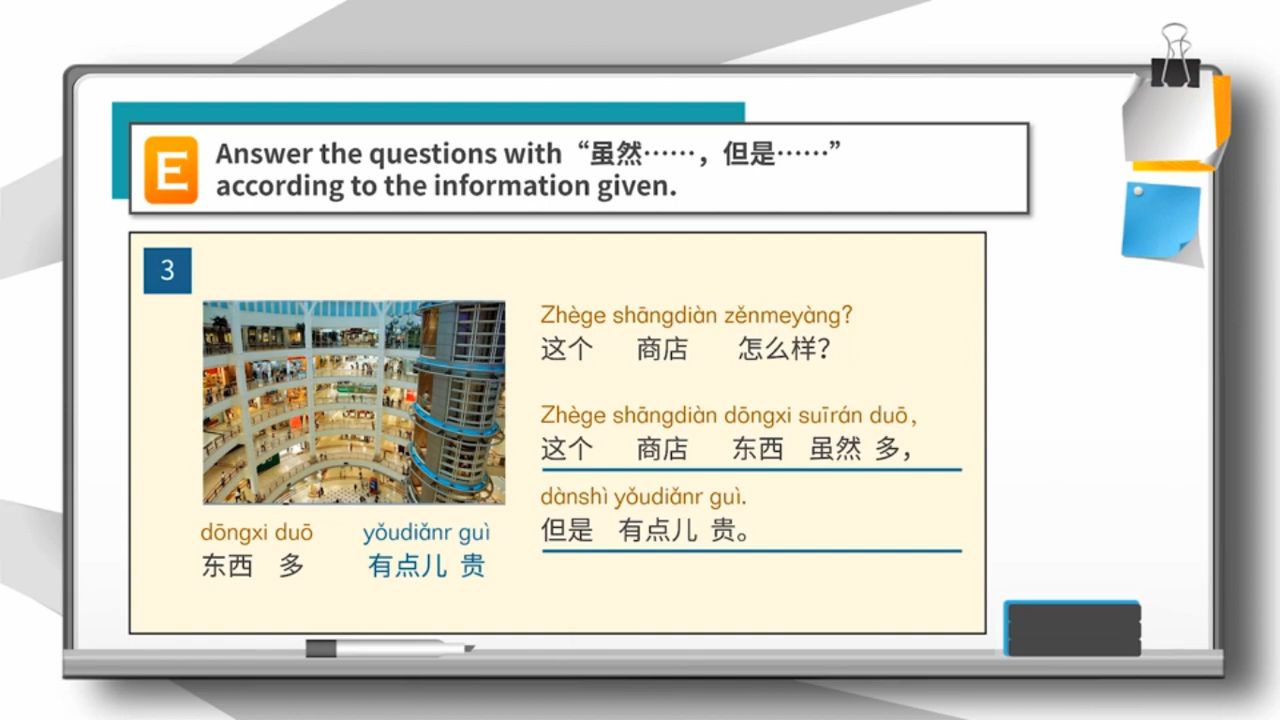 E
Answer the questions with “虽然……，但是……”
according to the information given.
3
Zhège shāngdiàn zěnmeyàng?
这个 商店 怎么样?
Zhège shāngdiàn dōngxi suīrán duō,
这个 商店 东西 虽然 多,
dànshì yǒudiǎnr guì.
但是 有点儿 贵。
dōngxi duō yǒudiǎnr guì
东西 多 有点儿 贵